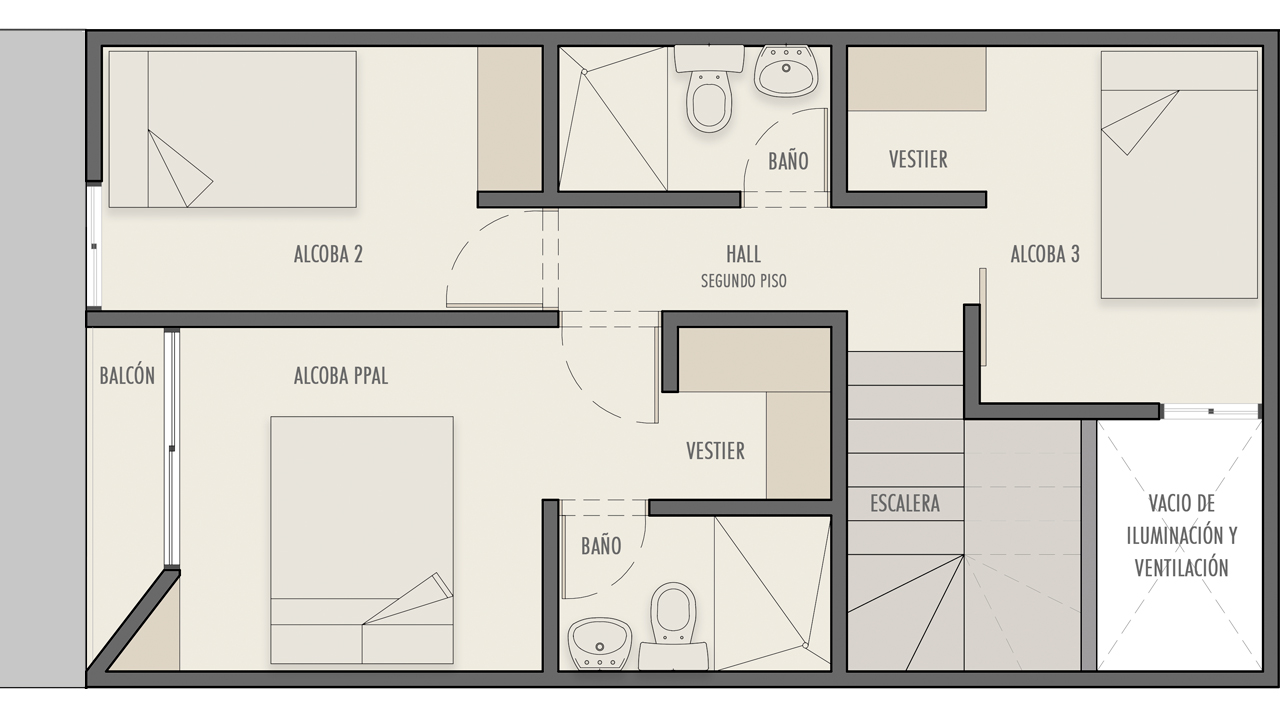 BAÑO
VESTIER
ALCOBA 2
HALL
SEGUNDO PISO
ALCOBA 3
BALCÓN
ALCOBA PPAL
VESTIER
ESCALERA
VACIO DE
ILUMINACIÓN Y
VENTILACIÓN
BAÑO